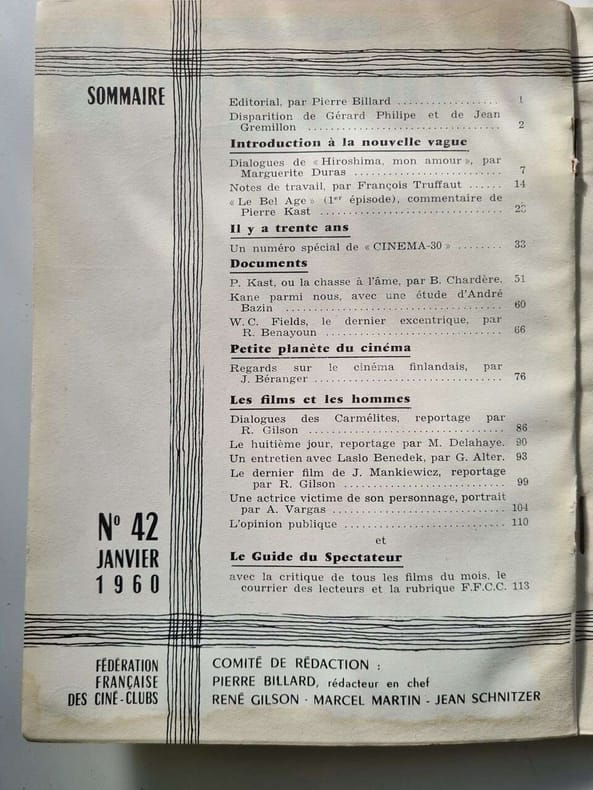 SOMMAIRE
Editorial, par Pierre Billard .................. 1
Disparition de Gérard Philipe et de Jean
Gremillon .................................. 2
Introduction à la nouvelle vague
Dialogues de « Hiroshima, mon amour », par
Marguerite Duras .......................... 7
Notes de travail, par François Truffaut ...... 14
« Le Bel Age » (1er épisode), commentaire de
Pierre Kast ................................
Il y a trente ans
Un numéro spécial de « CINEMA-30 » ........ 33
Documents
P. Kast, ou la chasse à l'âme, par B. Chardère. 51
Kane parmi nous, avec une étude d'André
Bazin ...................................... 60
W.C. Fields, le dernier excentrique, par
R. Benayoun ............................... 66
Petite planète du cinéma
Regards sur le cinéma finlandais, par
J. Béranger ................................. 76
Les films et les hommes
Dialogues des Carmélites, reportage par
R. Gilson ................................... 86
Le huitième jour, reportage par M. Delahaye. 90
Un entretien avec Laslo Benedek, par G. Alter. 93
Le dernier film de J. Mankiewicz, reportage
par R. Gilson ............................ 99
Une actrice victime de son personnage, portrait
par A. Vargas .............................. 104
L'opinion publique ............................ 110
et
Le Guide du Spectateur
avec la critique de tous les films du mois, le
courrier des lecteurs et la rubrique F.F.C.C. 113
N° 42
JANVIER
1960
FÉDÉRATION
FRANÇAISE
DES CINÉ-CLUBS
COMITÉ DE RÉDACTION :
PIERRE BILLARD, rédacteur en chef
RENÉ GILSON - MARCEL MARTIN - JEAN SCHNITZER